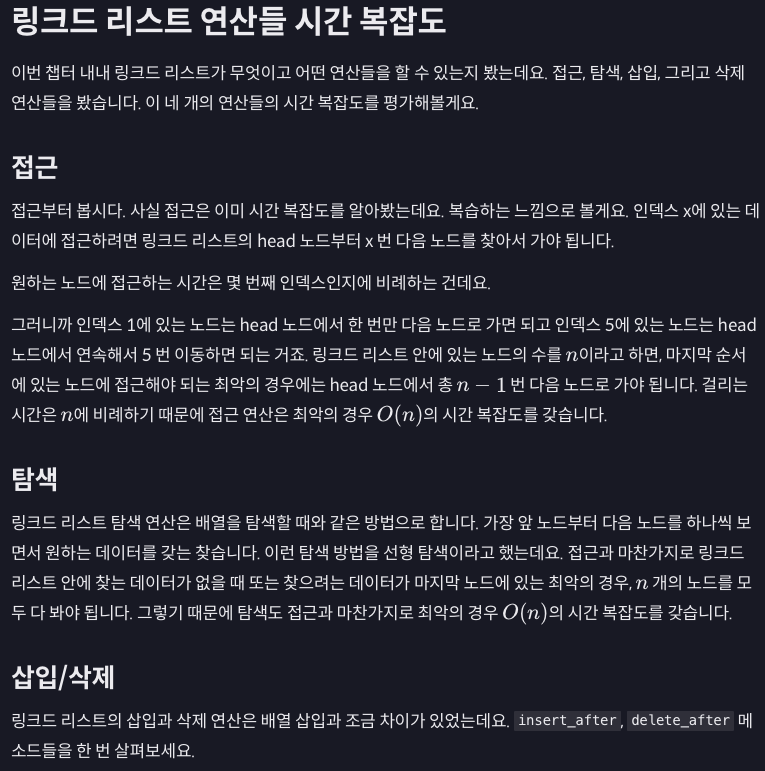 링크드 리스트 연산들 시간 복잡도
이번 챕터 내내 링크드 리스트가 무엇이고 어떤 연산들을 할 수 있는지 봤는데요. 접근, 탐색, 삽입, 그리고 삭제
연산들을 봤습니다. 이 네 개의 연산들의 시간 복잡도를 평가해볼게요.
접근
접근부터 봅시다. 사실 접근은 이미 시간 복잡도를 알아봤는데요. 복습하는 느낌으로 볼게요. 인덱스 x에 있는 데
이터에 접근하려면 링크드 리스트의 head 노드부터 x 번 다음 노드를 찾아서 가야 됩니다.
원하는 노드에 접근하는 시간은 몇 번째 인덱스인지에 비례하는 건데요.
그러니까 인덱스 1에 있는 노드는 head 노드에서 한 번만 다음 노드로 가면 되고 인덱스 5에 있는 노드는 head
노드에서 연속해서 5 번 이동하면 되는 거죠. 링크드 리스트 안에 있는 노드의 수를 n이라고 하면, 마지막 순서
에 있는 노드에 접근해야 되는 최악의 경우에는 head 노드에서 총 n − 1 번 다음 노드로 가야 됩니다. 걸리는
시간은 n에 비례하기 때문에 접근 연산은 최악의 경우 O(n)의 시간 복잡도를 갖습니다.
탐색
링크드 리스트 탐색 연산은 배열을 탐색할 때와 같은 방법으로 합니다. 가장 앞 노드부터 다음 노드를 하나씩 보
면서 원하는 데이터를 갖는 찾습니다. 이런 탐색 방법을 선형 탐색이라고 했는데요. 접근과 마찬가지로 링크드
리스트 안에 찾는 데이터가 없을 때 또는 찾으려는 데이터가 마지막 노드에 있는 최악의 경우, n 개의 노드를 모
두 다 봐야 됩니다. 그렇기 때문에 탐색도 접근과 마찬가지로 최악의 경우 O(n)의 시간 복잡도를 갖습니다.
삽입/삭제
링크드 리스트의 삽입과 삭제 연산은 배열 삽입과 조금 차이가 있었는데요. insert_after, delete_after 메
소드들을 한 번 살펴보세요.